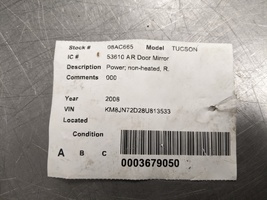 Stock # 08AC665 Model TUCSON
IC # 53610 AR Door Mirror
Description Power; non-heated, R.
Comments 000
Year 2008
VIN KM8JN72D28U813533
Located
Condition
A B C
0003679050